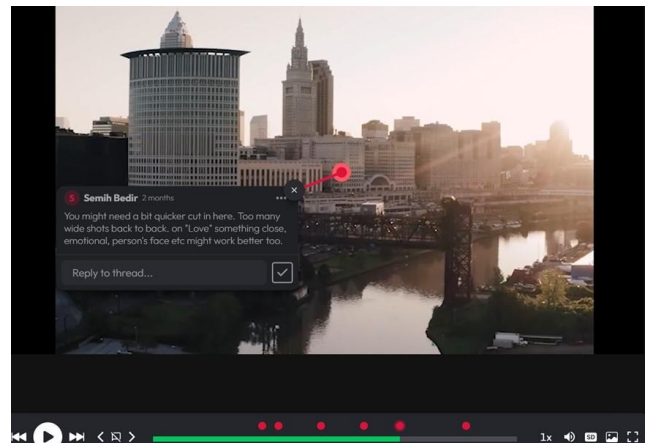 S Semih Bedir 2 months
You might need a bit quicker cut in here. Too many
wide shots back to back. on "Love" something close,
emotional, person's face etc might work better too.
Reply to thread...
1x SD